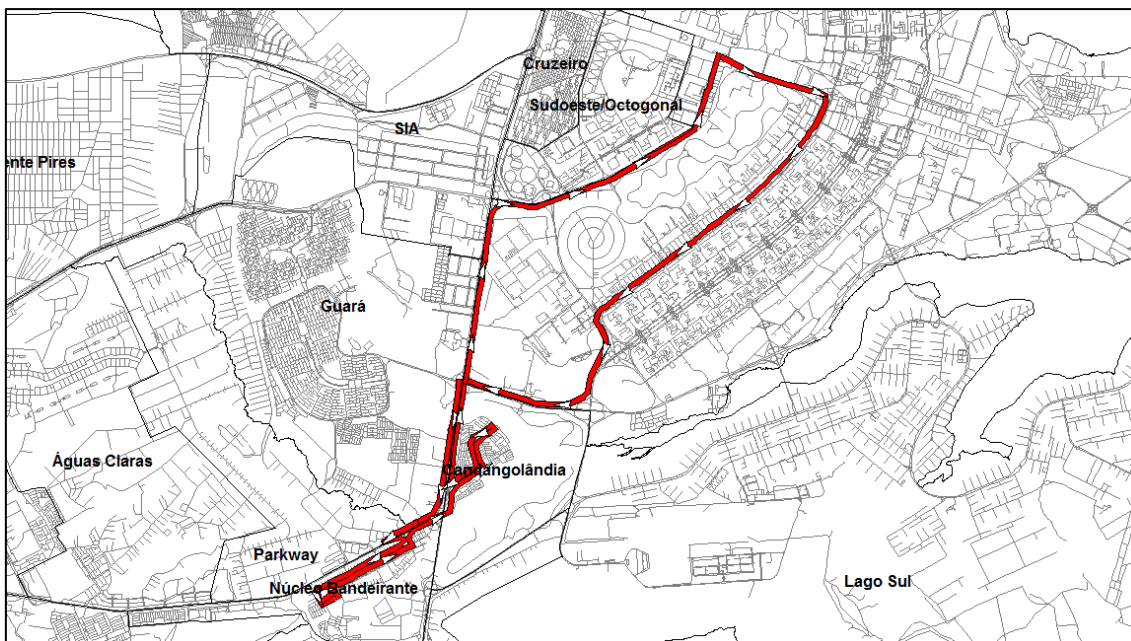 Cruzeiro
Sudoeste/Octogonal
SIA
ente Pires
Guará
Águas Claras
Candangolândia
Parkway
Núcleo Bandeirante
Lago Sul